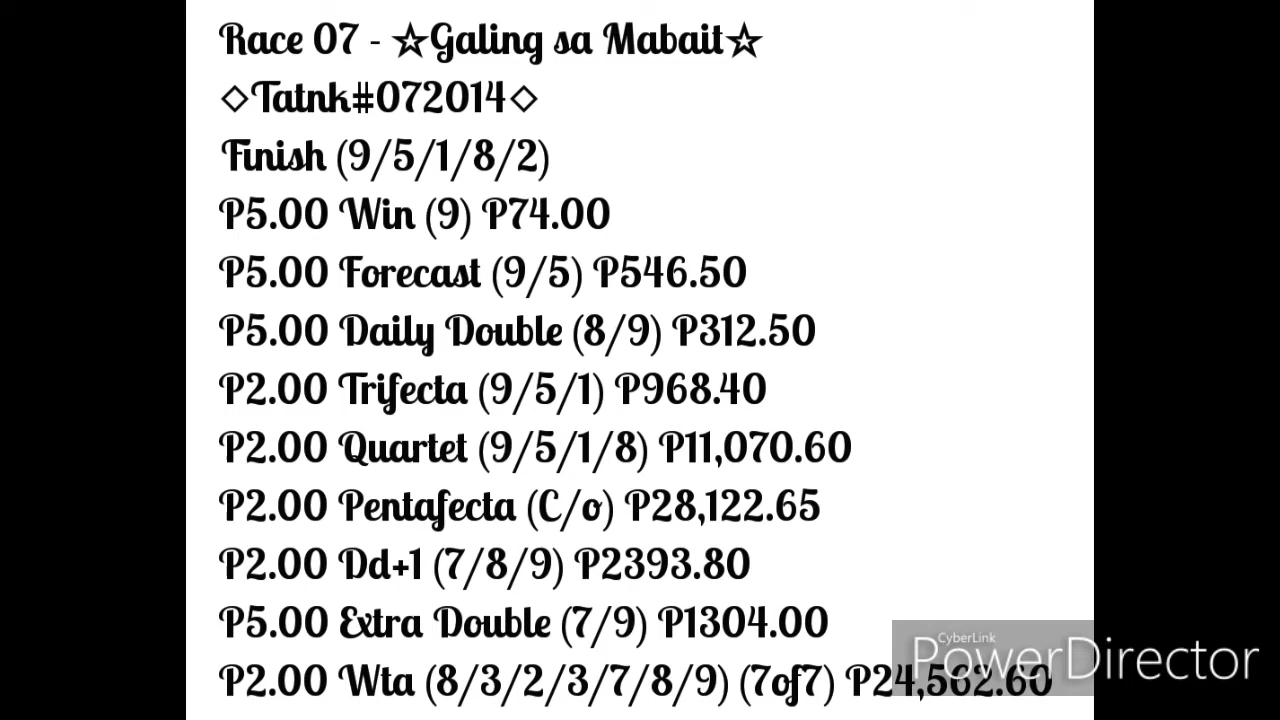 Race 07 - ☆Galing sa Mabait☆
◇Tatnk#072014◇
Finish (9/5/1/8/2)
P5.00 Win (9) P74.00
P5.00 Forecast (9/5) P546.50
P5.00 Daily Double (8/9) P312.50
P2.00 Trifecta (9/5/1) P968.40
P2.00 Quartet (9/5/1/8) P11,070.60
P2.00 Pentafecta (C/o) P28,122.65
P2.00 Dd+1 (7/8/9) P2393.80
P5.00 Extra Double (7/9) P1304.00
P2.00 Wta (8/3/2/3/7/8/9) (7of7) P24,562.60
CyberLink
PowerDirector